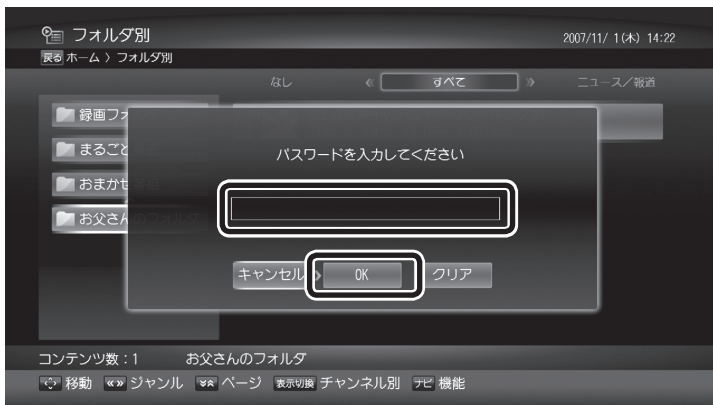 フォルダ別
2007/11/ 1(木) 14:22
戻る ホーム 〉 フォルダ別
なし « すべて » ニュース／報道
録画フォ
まるごと
おまかせ
お父さんのフォルダ
パスワードを入力してください
キャンセル OK クリア
コンテンツ数：1 お父さんのフォルダ
移動 «» ジャンル ページ 表示切換 チャンネル別 ナビ 機能